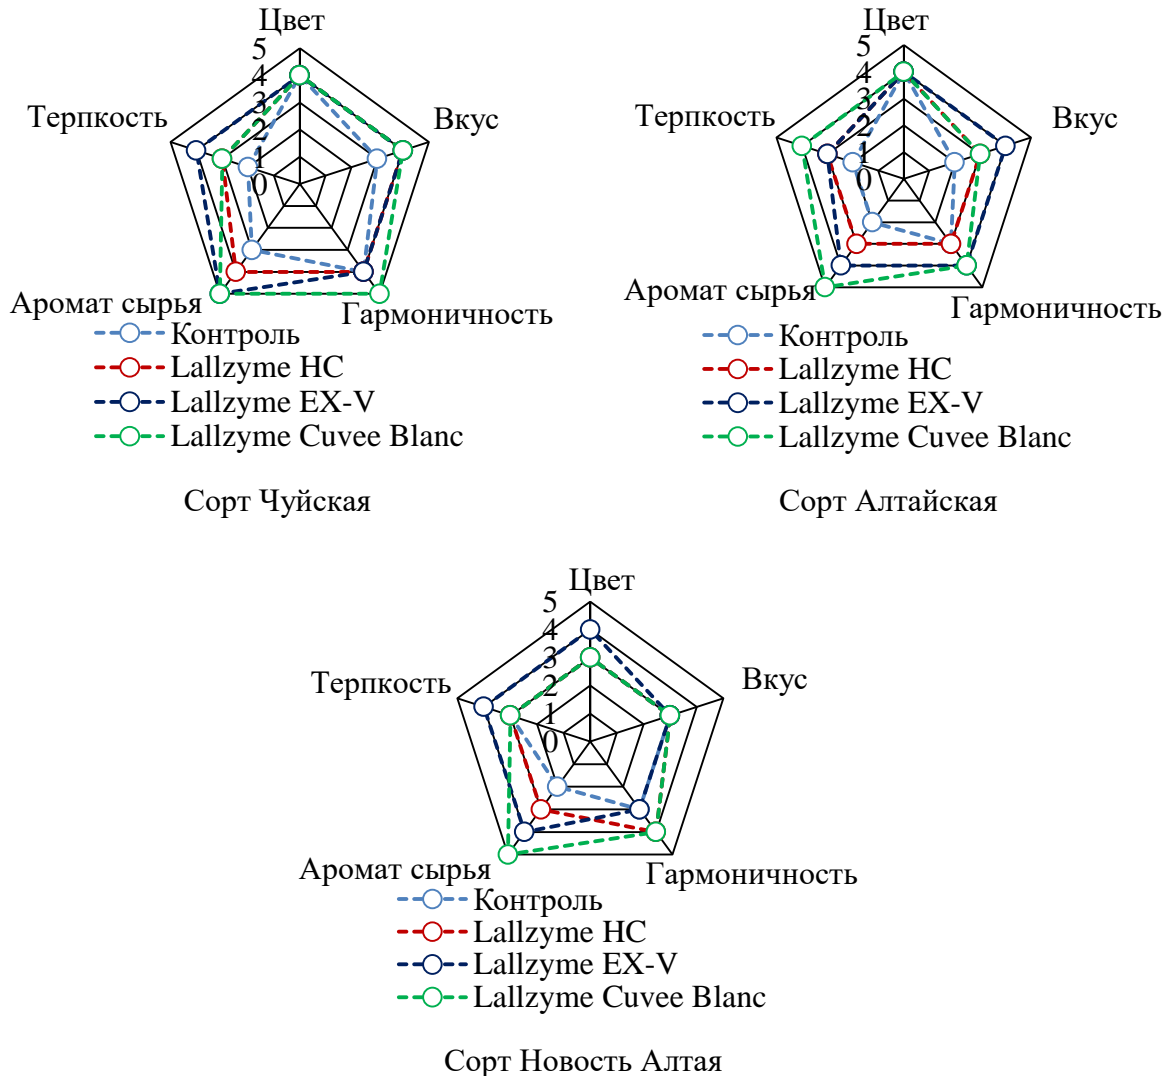 Цвет
5
4
3
2
1
0
Вкус
Терпкость
Аромат сырья
Гармоничность
Контроль
Lallzyme HC
Lallzyme EX-V
Lallzyme Cuvee Blanc
Сорт Чуйская
Цвет
5
4
3
2
1
0
Вкус
Терпкость
Аромат сырья
Гармоничность
Контроль
Lallzyme HC
Lallzyme EX-V
Lallzyme Cuvee Blanc
Сорт Алтайская
Цвет
5
4
3
2
1
0
Вкус
Терпкость
Аромат сырья
Гармоничность
Контроль
Lallzyme HC
Lallzyme EX-V
Lallzyme Cuvee Blanc
Сорт Новость Алтая